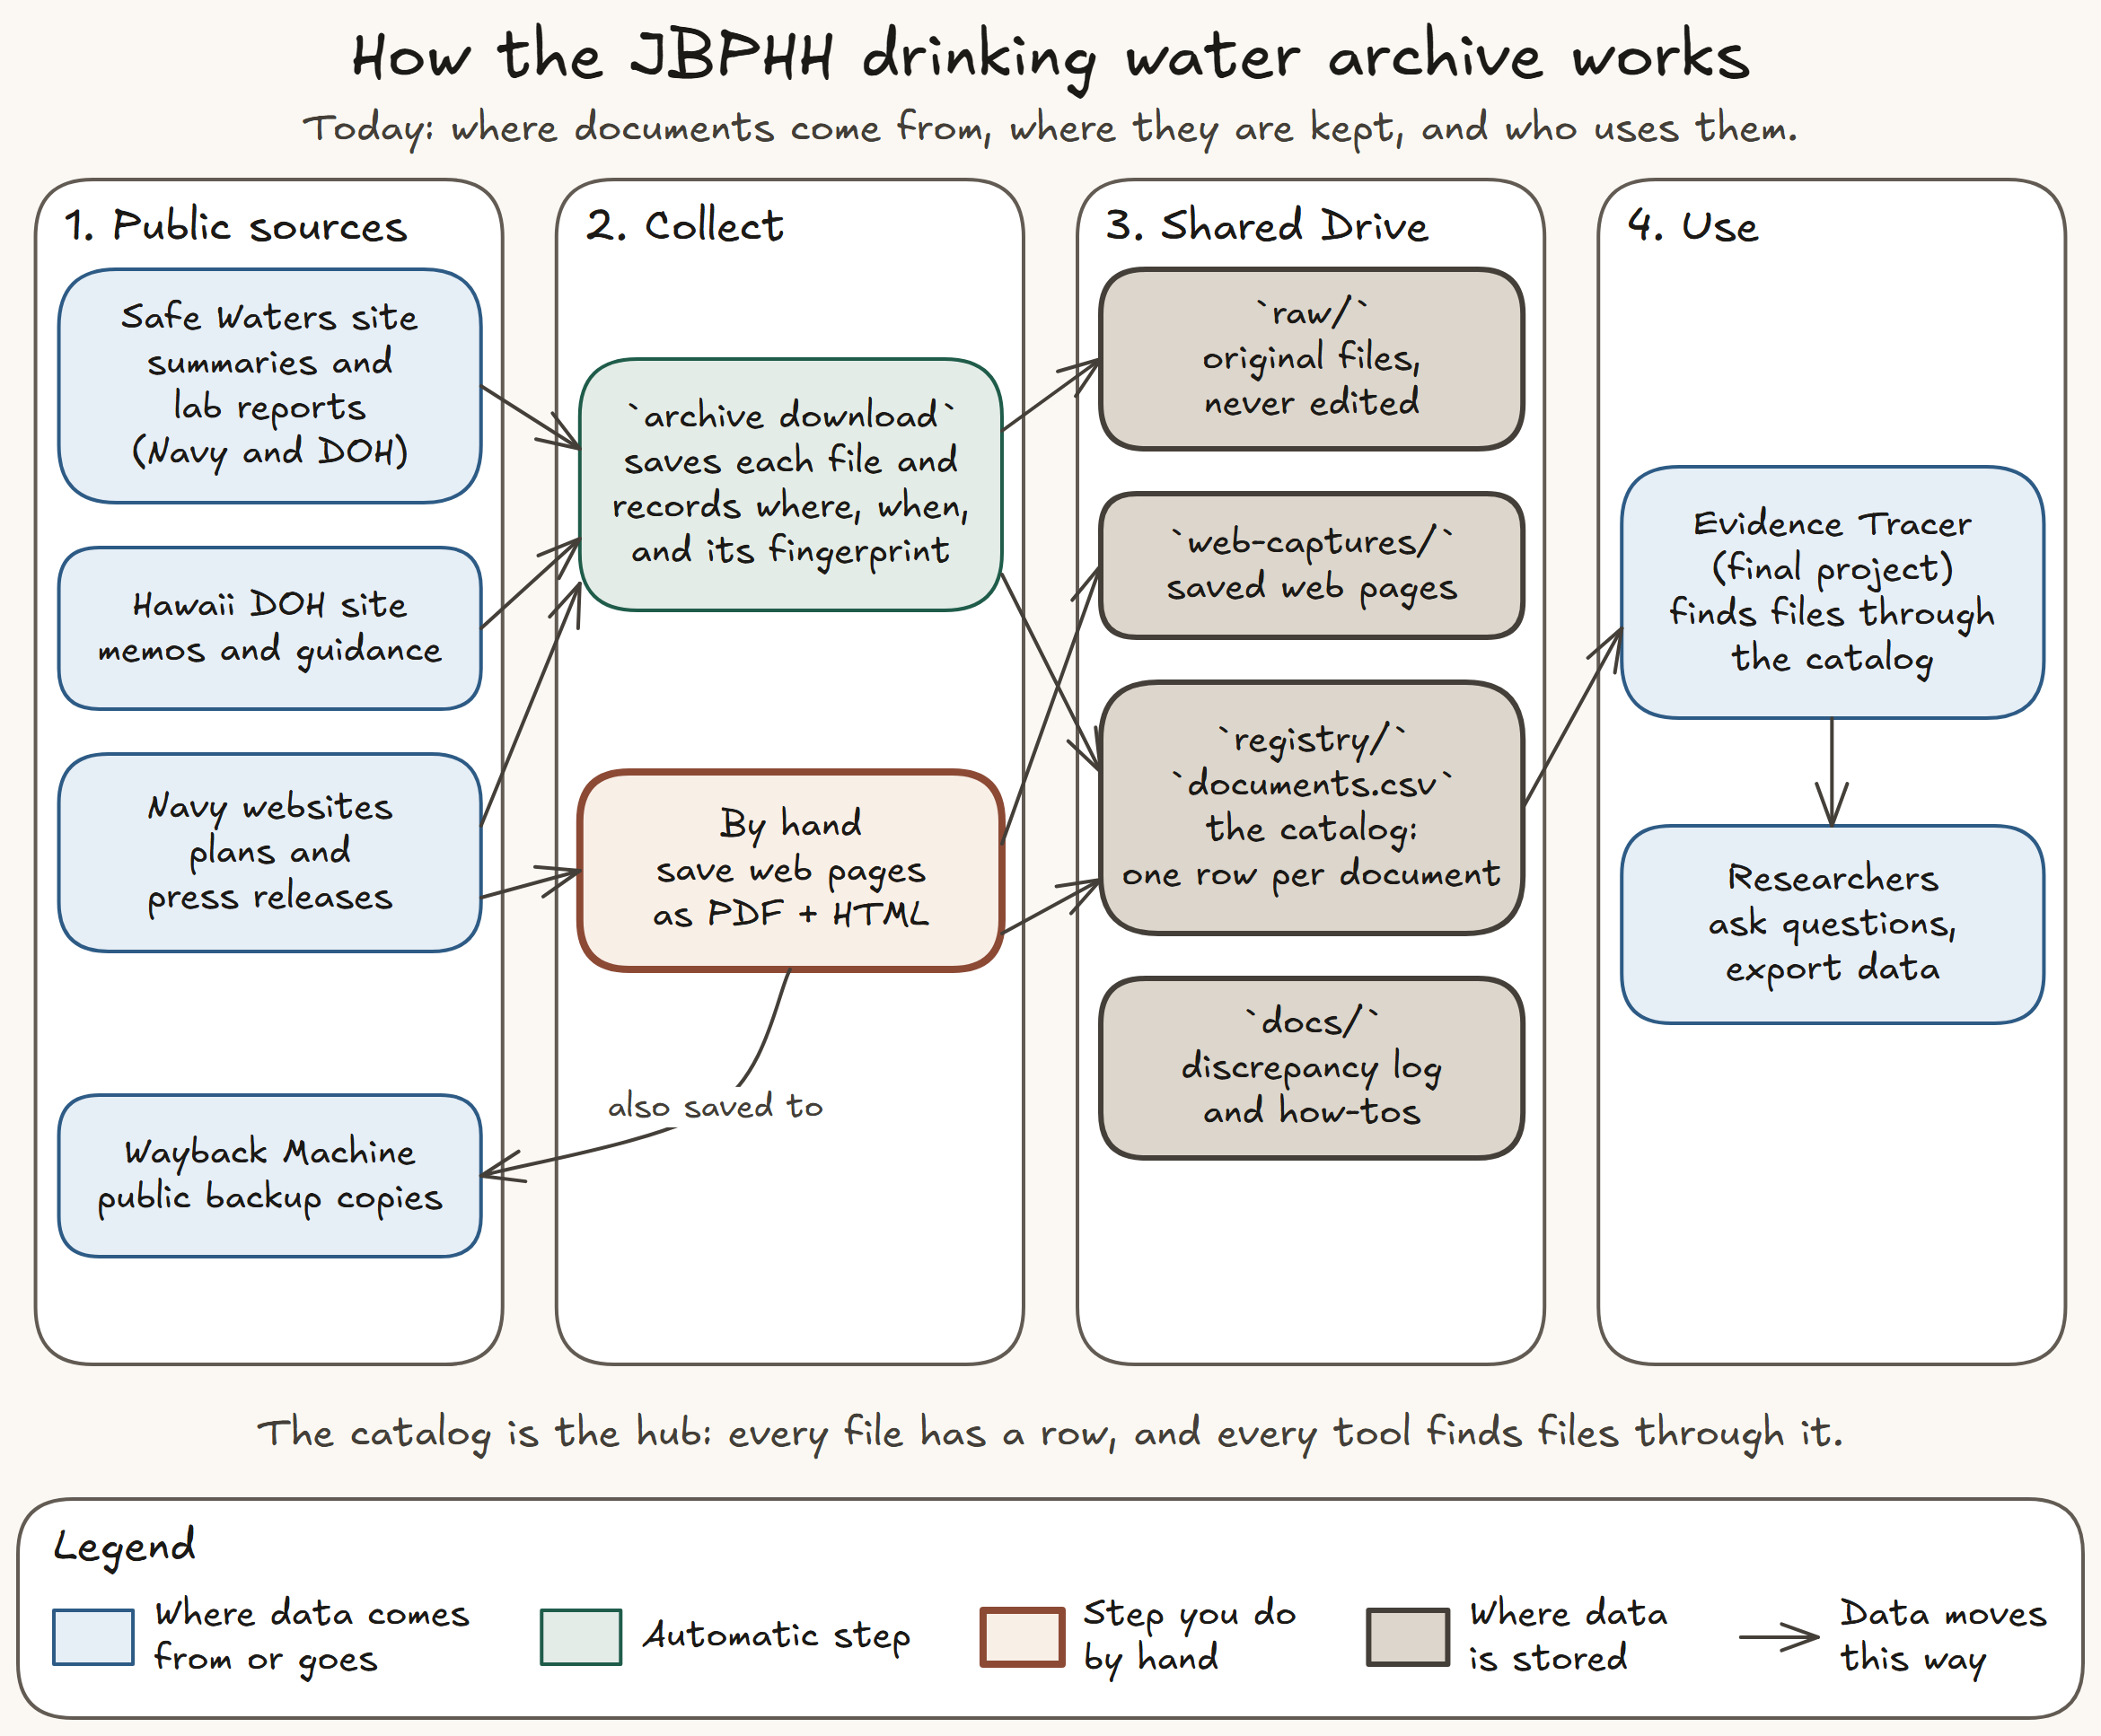 How the JBPHH drinking water archive works
Today: where documents come from, where they are kept, and who uses them.
1. Public sources
Safe Waters site
summaries and
lab reports
(Navy and DOH)
Hawaii DOH site
memos and guidance
Navy websites
plans and
press releases
Wayback Machine
public backup copies
2. Collect
`archive download`
saves each file and
records where, when,
and its fingerprint
By hand
save web pages
as PDF + HTML
also saved to
3. Shared Drive
`raw/`
original files,
never edited
`web-captures/`
saved web pages
`registry/`
`documents.csv`
the catalog:
one row per document
`docs/`
discrepancy log
and how-tos
4. Use
Evidence Tracer
(final project)
finds files through
the catalog
Researchers
ask questions,
export data
The catalog is the hub: every file has a row, and every tool finds files through it.
Legend
Where data comes
from or goes
Automatic step
Step you do
by hand
Where data
is stored
Data moves
this way